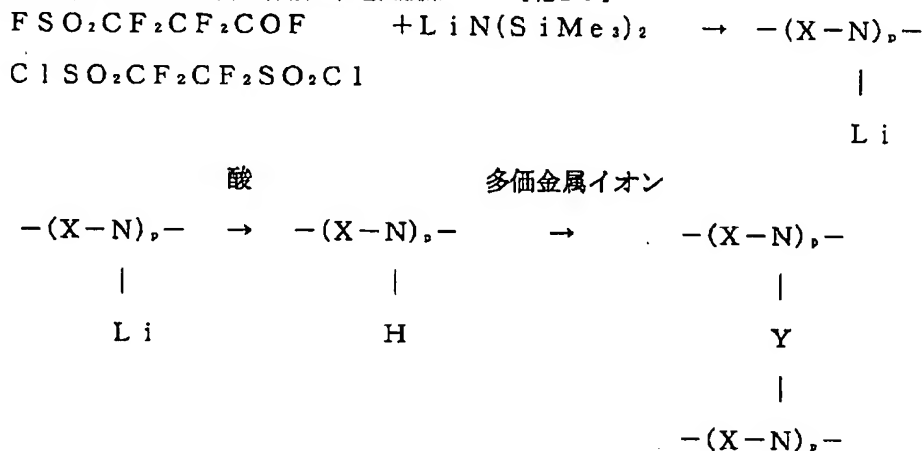 FSO₂CF₂CF₂COF +LiN(SiMe₃)₂ → −(X−N)ₚ−
ClSO₂CF₂CF₂SO₂Cl |
Li
酸 多価金属イオン
−(X−N)ₚ− → −(X−N)ₚ− → −(X−N)ₚ−
| | |
Li H Y
|
−(X−N)ₚ−